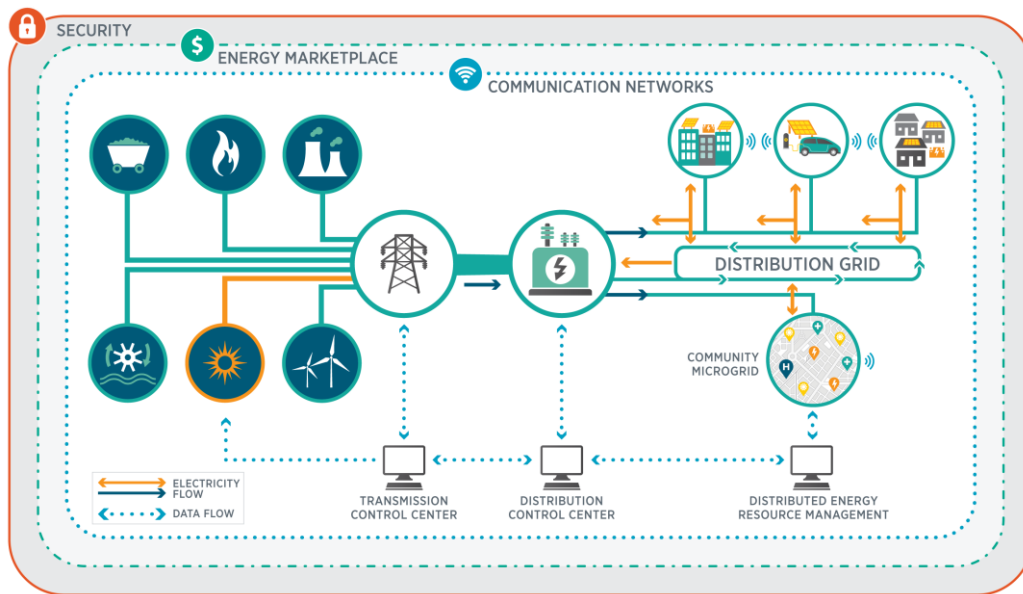 SECURITY
$
ENERGY MARKETPLACE
COMMUNICATION NETWORKS
DISTRIBUTION GRID
COMMUNITY
MICROGRID
H
ELECTRICITY
FLOW
DATA FLOW
TRANSMISSION
CONTROL CENTER
DISTRIBUTION
CONTROL CENTER
DISTRIBUTED ENERGY
RESOURCE MANAGEMENT